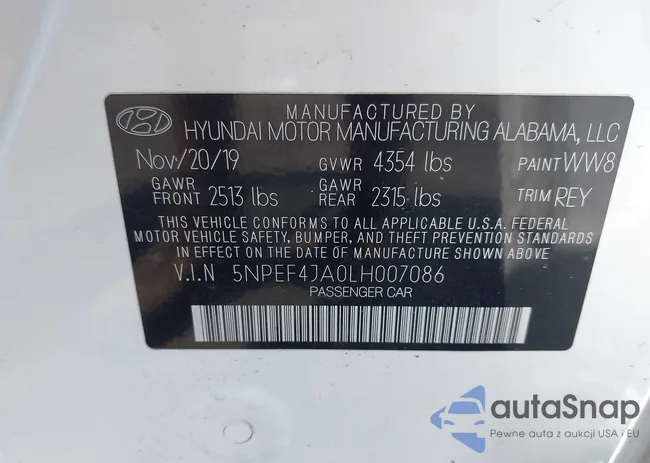 MANUFACTURED BY
HYUNDAI MOTOR MANUFACTURING ALABAMA, LLC
Nov/20/19 GVWR 4354 lbs PAINT WW8
GAWR FRONT 2513 lbs GAWR REAR 2315 lbs TRIM REY
THIS VEHICLE CONFORMS TO ALL APPLICABLE U.S.A. FEDERAL
MOTOR VEHICLE SAFETY, BUMPER, AND THEFT PREVENTION STANDARDS
IN EFFECT ON THE DATE OF MANUFACTURE SHOWN ABOVE
V.I.N 5NPEF4JA0LH007086
PASSENGER CAR
autoSnap
Pewne auta z aukcji USA i EU